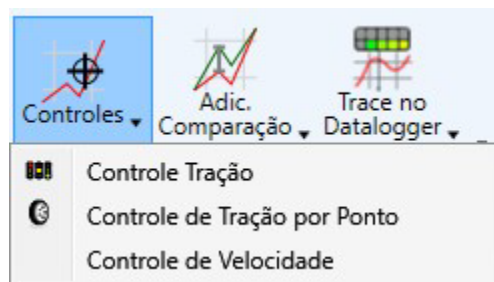 Controles
Adic.
Comparação
Trace no
Datalogger
Controle Tração
Controle de Tração por Ponto
Controle de Velocidade